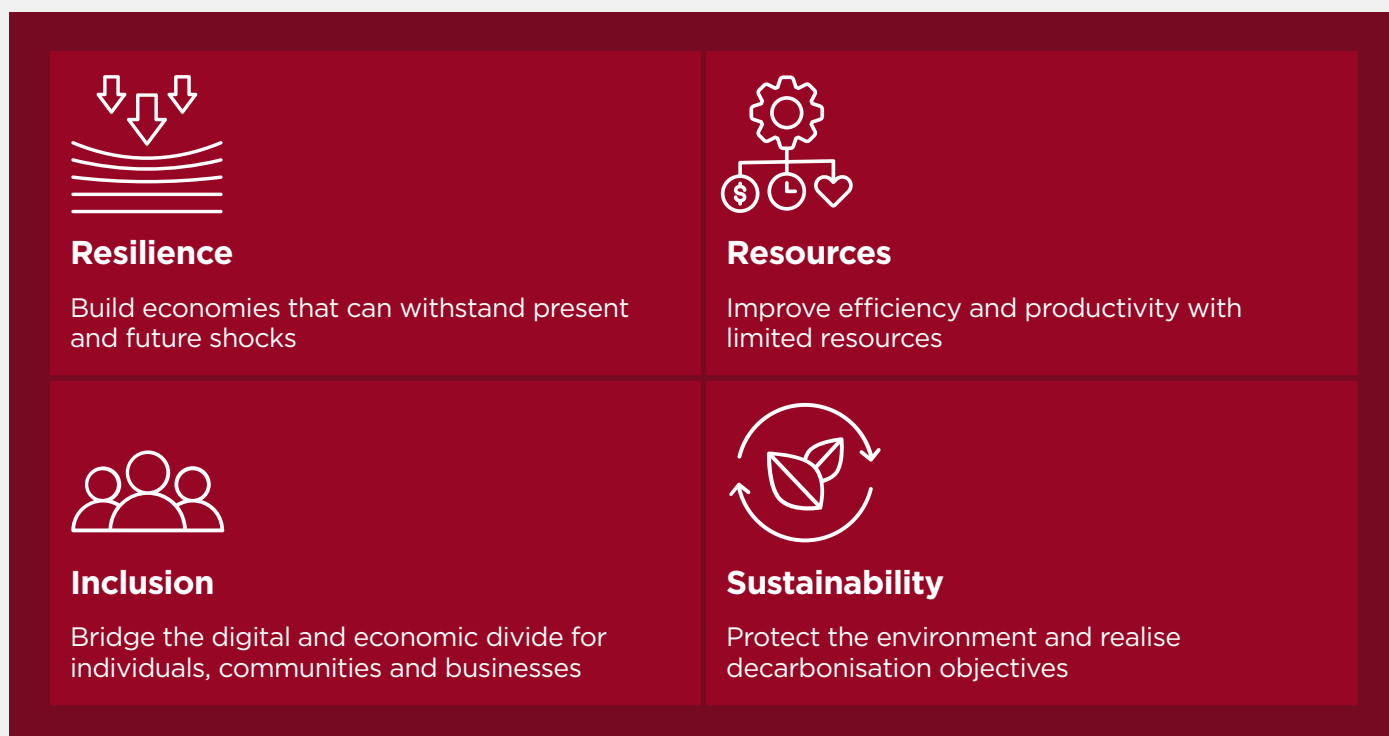 Resilience
Build economies that can withstand present
and future shocks
$
Resources
Improve efficiency and productivity with
limited resources
Inclusion
Bridge the digital and economic divide for
individuals, communities and businesses
Sustainability
Protect the environment and realise
decarbonisation objectives